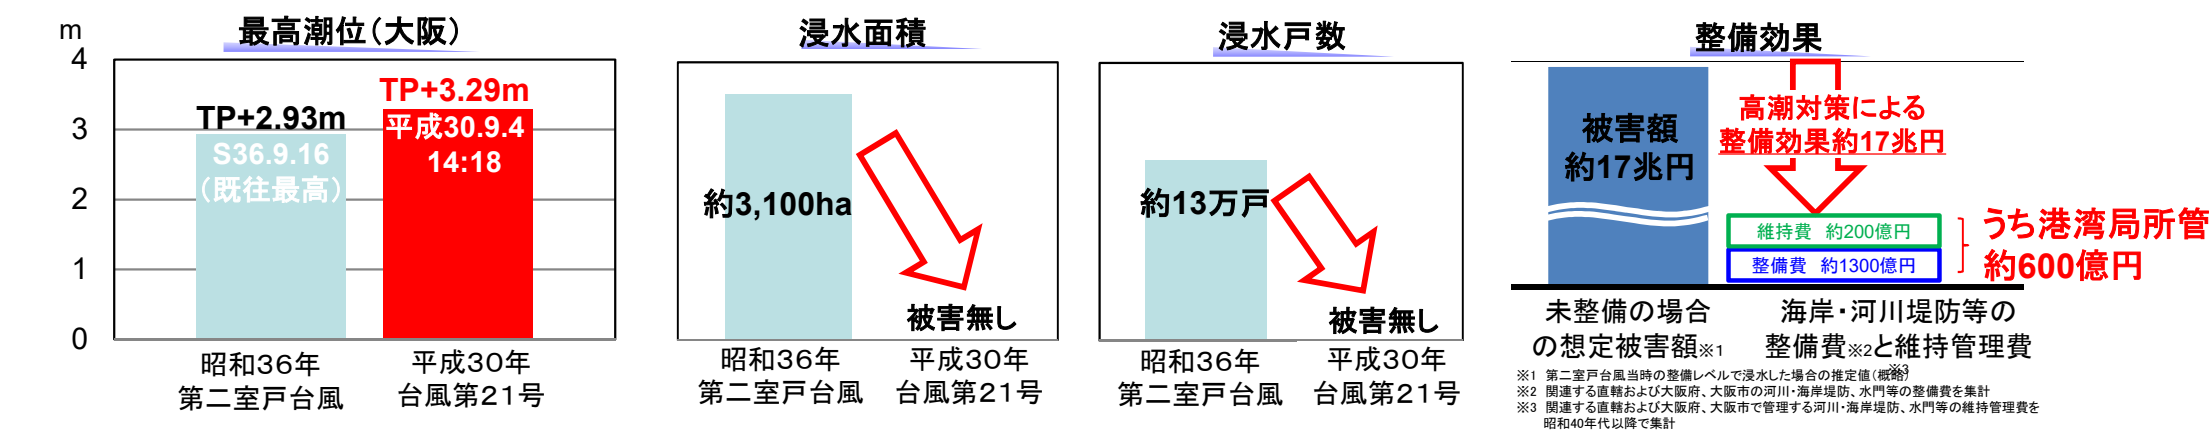 最高潮位（大阪）
m
4
3
2
1
0
TP+2.93m
S36.9.16
（既往最高）
TP+3.29m
平成30.9.4
14:18
昭和36年
第二室戸台風
平成30年
台風第21号
浸水面積
約3,100ha
被害無し
昭和36年
第二室戸台風
平成30年
台風第21号
浸水戸数
約13万戸
被害無し
昭和36年
第二室戸台風
平成30年
台風第21号
整備効果
被害額
約17兆円
高潮対策による
整備効果約17兆円
維持費　約200億円
整備費　約1300億円
うち港湾局所管
約600億円
未整備の場合
の想定被害額※1
海岸・河川堤防等の
整備費※2と維持管理費
※3
※1　第二室戸台風当時の整備レベルで浸水した場合の推定値（概略）
※2　関連する直轄および大阪府、大阪市の河川・海岸堤防、水門等の整備費を集計
※3　関連する直轄および大阪府、大阪市で管理する河川・海岸堤防、水門等の維持管理費を
昭和40年代以降で集計